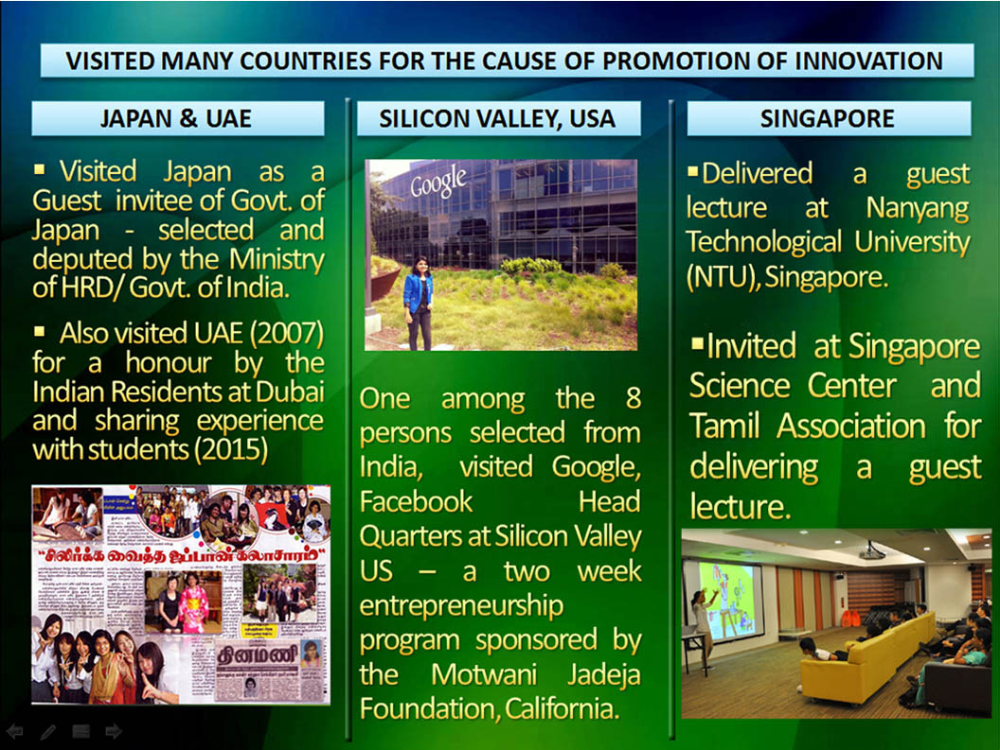 VISITED MANY COUNTRIES FOR THE CAUSE OF PROMOTION OF INNOVATION
JAPAN & UAE
▪ Visited Japan as a
Guest invitee of Govt. of
Japan - selected and
deputed by the Ministry
of HRD/ Govt. of India.
▪ Also visited UAE (2007)
for a honour by the
Indian Residents at Dubai
and sharing experience
with students (2015)
"சிலிர்க்க வைத்த ஜப்பான் கலாசாரம்"
தினமணி
SILICON VALLEY, USA
Google
One among the 8
persons selected from
India, visited Google,
Facebook Head
Quarters at Silicon Valley
US – a two week
entrepreneurship
program sponsored by
the Motwani Jadeja
Foundation, California.
SINGAPORE
▪Delivered a guest
lecture at Nanyang
Technological University
(NTU), Singapore.
▪Invited at Singapore
Science Center and
Tamil Association for
delivering a guest
lecture.